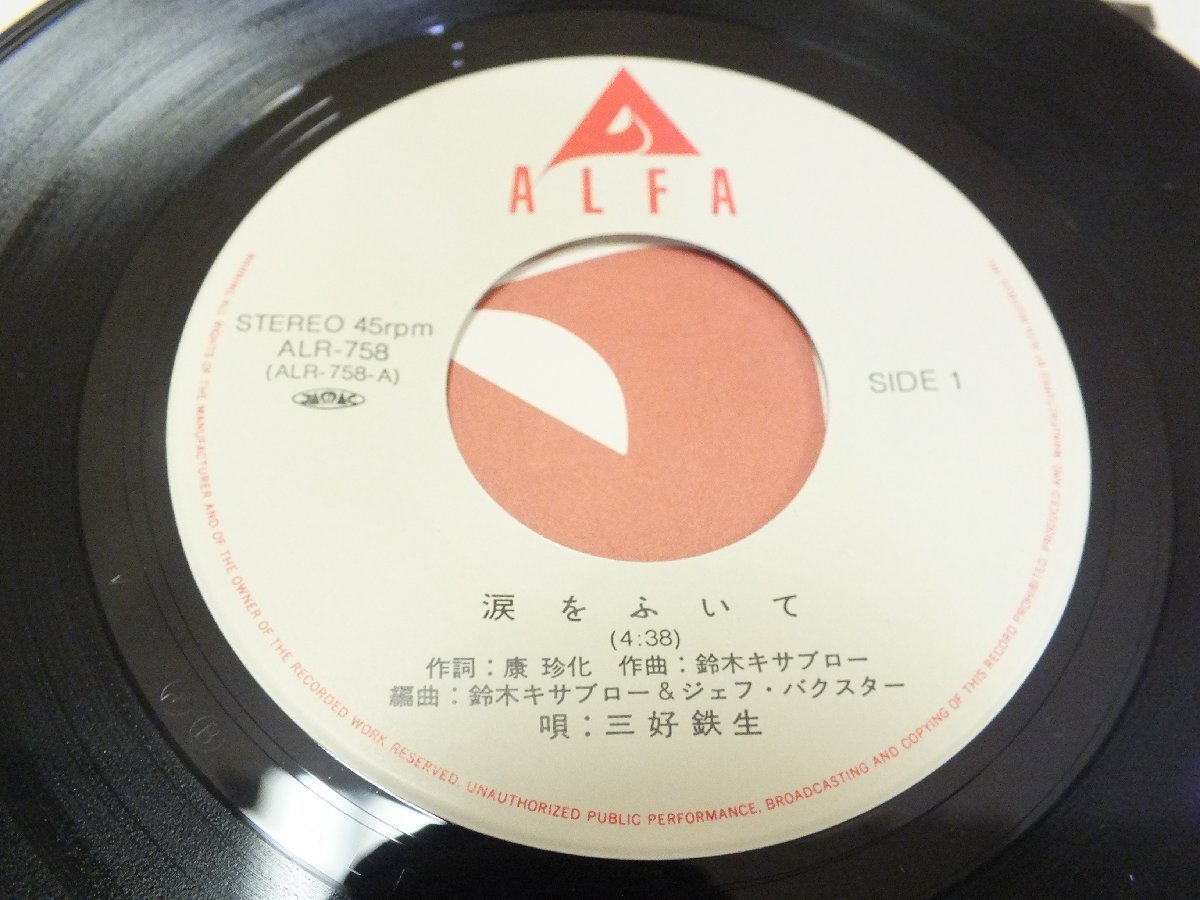 ALFA
STEREO 45rpm
ALR-758
(ALR-758-A)
SIDE 1
涙をふいて
(4:38)
作詞:康 珍化 作曲:鈴木キサブロー
編曲:鈴木キサブロー&ジェフ・バクスター
唄:三好鉄生
WARNING: ALL RIGHTS OF THE MANUFACTURER AND OF THE OWNER OF THE RECORDED WORK RESERVED. UNAUTHORIZED PUBLIC PERFORMANCE, BROADCASTING AND COPYING OF THIS RECORD PROHIBITED.